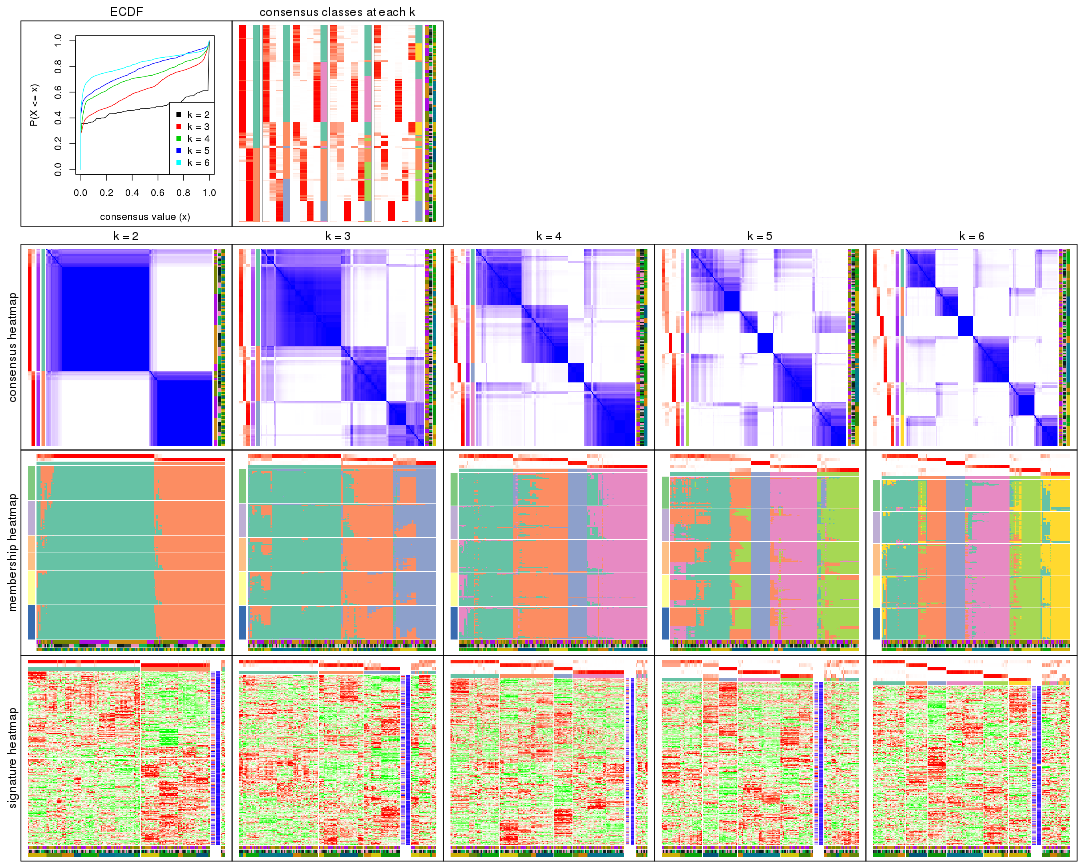 ECDF
consensus classes at each k
P(X <= x)
0.0 0.2 0.4 0.6 0.8 1.0
k = 2
k = 3
k = 4
k = 5
k = 6
0.0 0.2 0.4 0.6 0.8 1.0
consensus value (x)
k = 2 k = 3 k = 4 k = 5 k = 6
consensus heatmap
membership heatmap
signature heatmap